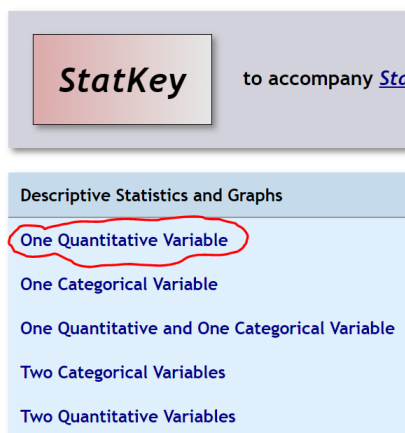 StatKey
to accompany
Descriptive Statistics and Graphs
One Quantitative Variable
One Categorical Variable
One Quantitative and One Categorical Variable
Two Categorical Variables
Two Quantitative Variables